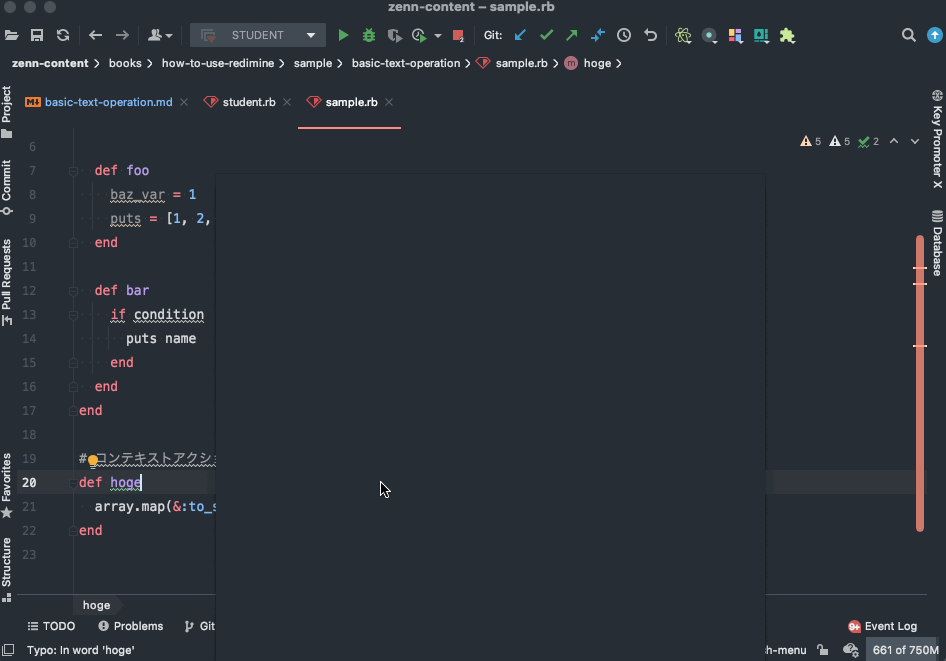 zenn-content – sample.rb
STUDENT
Git:
zenn-content
books
how-to-use-redimine
sample
basic-text-operation
sample.rb
m
hoge
basic-text-operation.md
student.rb
sample.rb
Project
Commit
Pull Requests
Favorites
Structure
Key Promoter X
Database
5 5 2
6
7 def foo
8 baz_var = 1
9 puts = [1, 2,
10 end
11
12 def bar
13 if condition
14 puts name
15 end
16 end
17 end
18
19 # コンテキストアクショ
20 def hoge
21 array.map(&:to_s
22 end
23
hoge
TODO
Problems
Git
9+ Event Log
Typo: In word 'hoge'
h-menu
661 of 750M